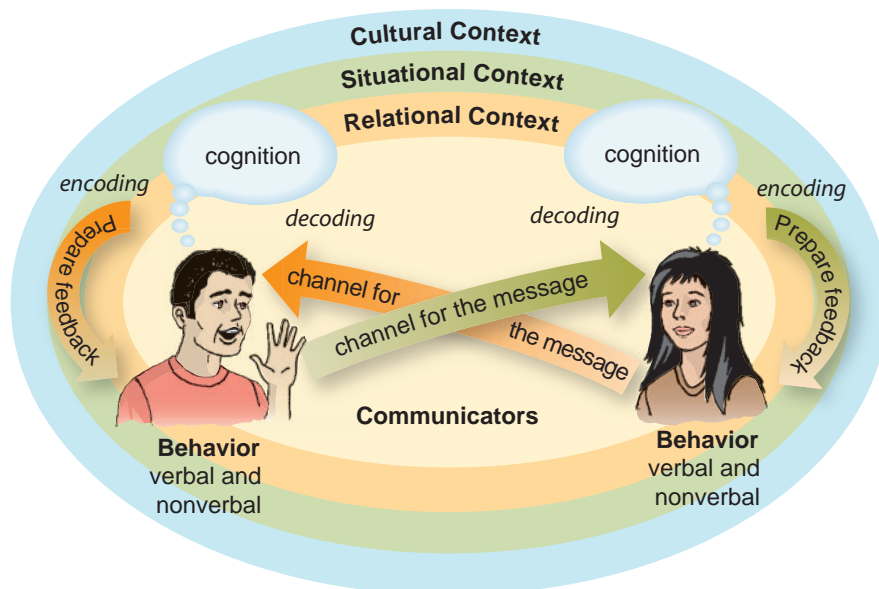 Cultural Context
Situational Context
Relational Context
cognition
cognition
encoding
encoding
decoding
decoding
Prepare feedback
Prepare feedback
channel for
the message
channel for the message
Communicators
Behavior
verbal and
nonverbal
Behavior
verbal and
nonverbal